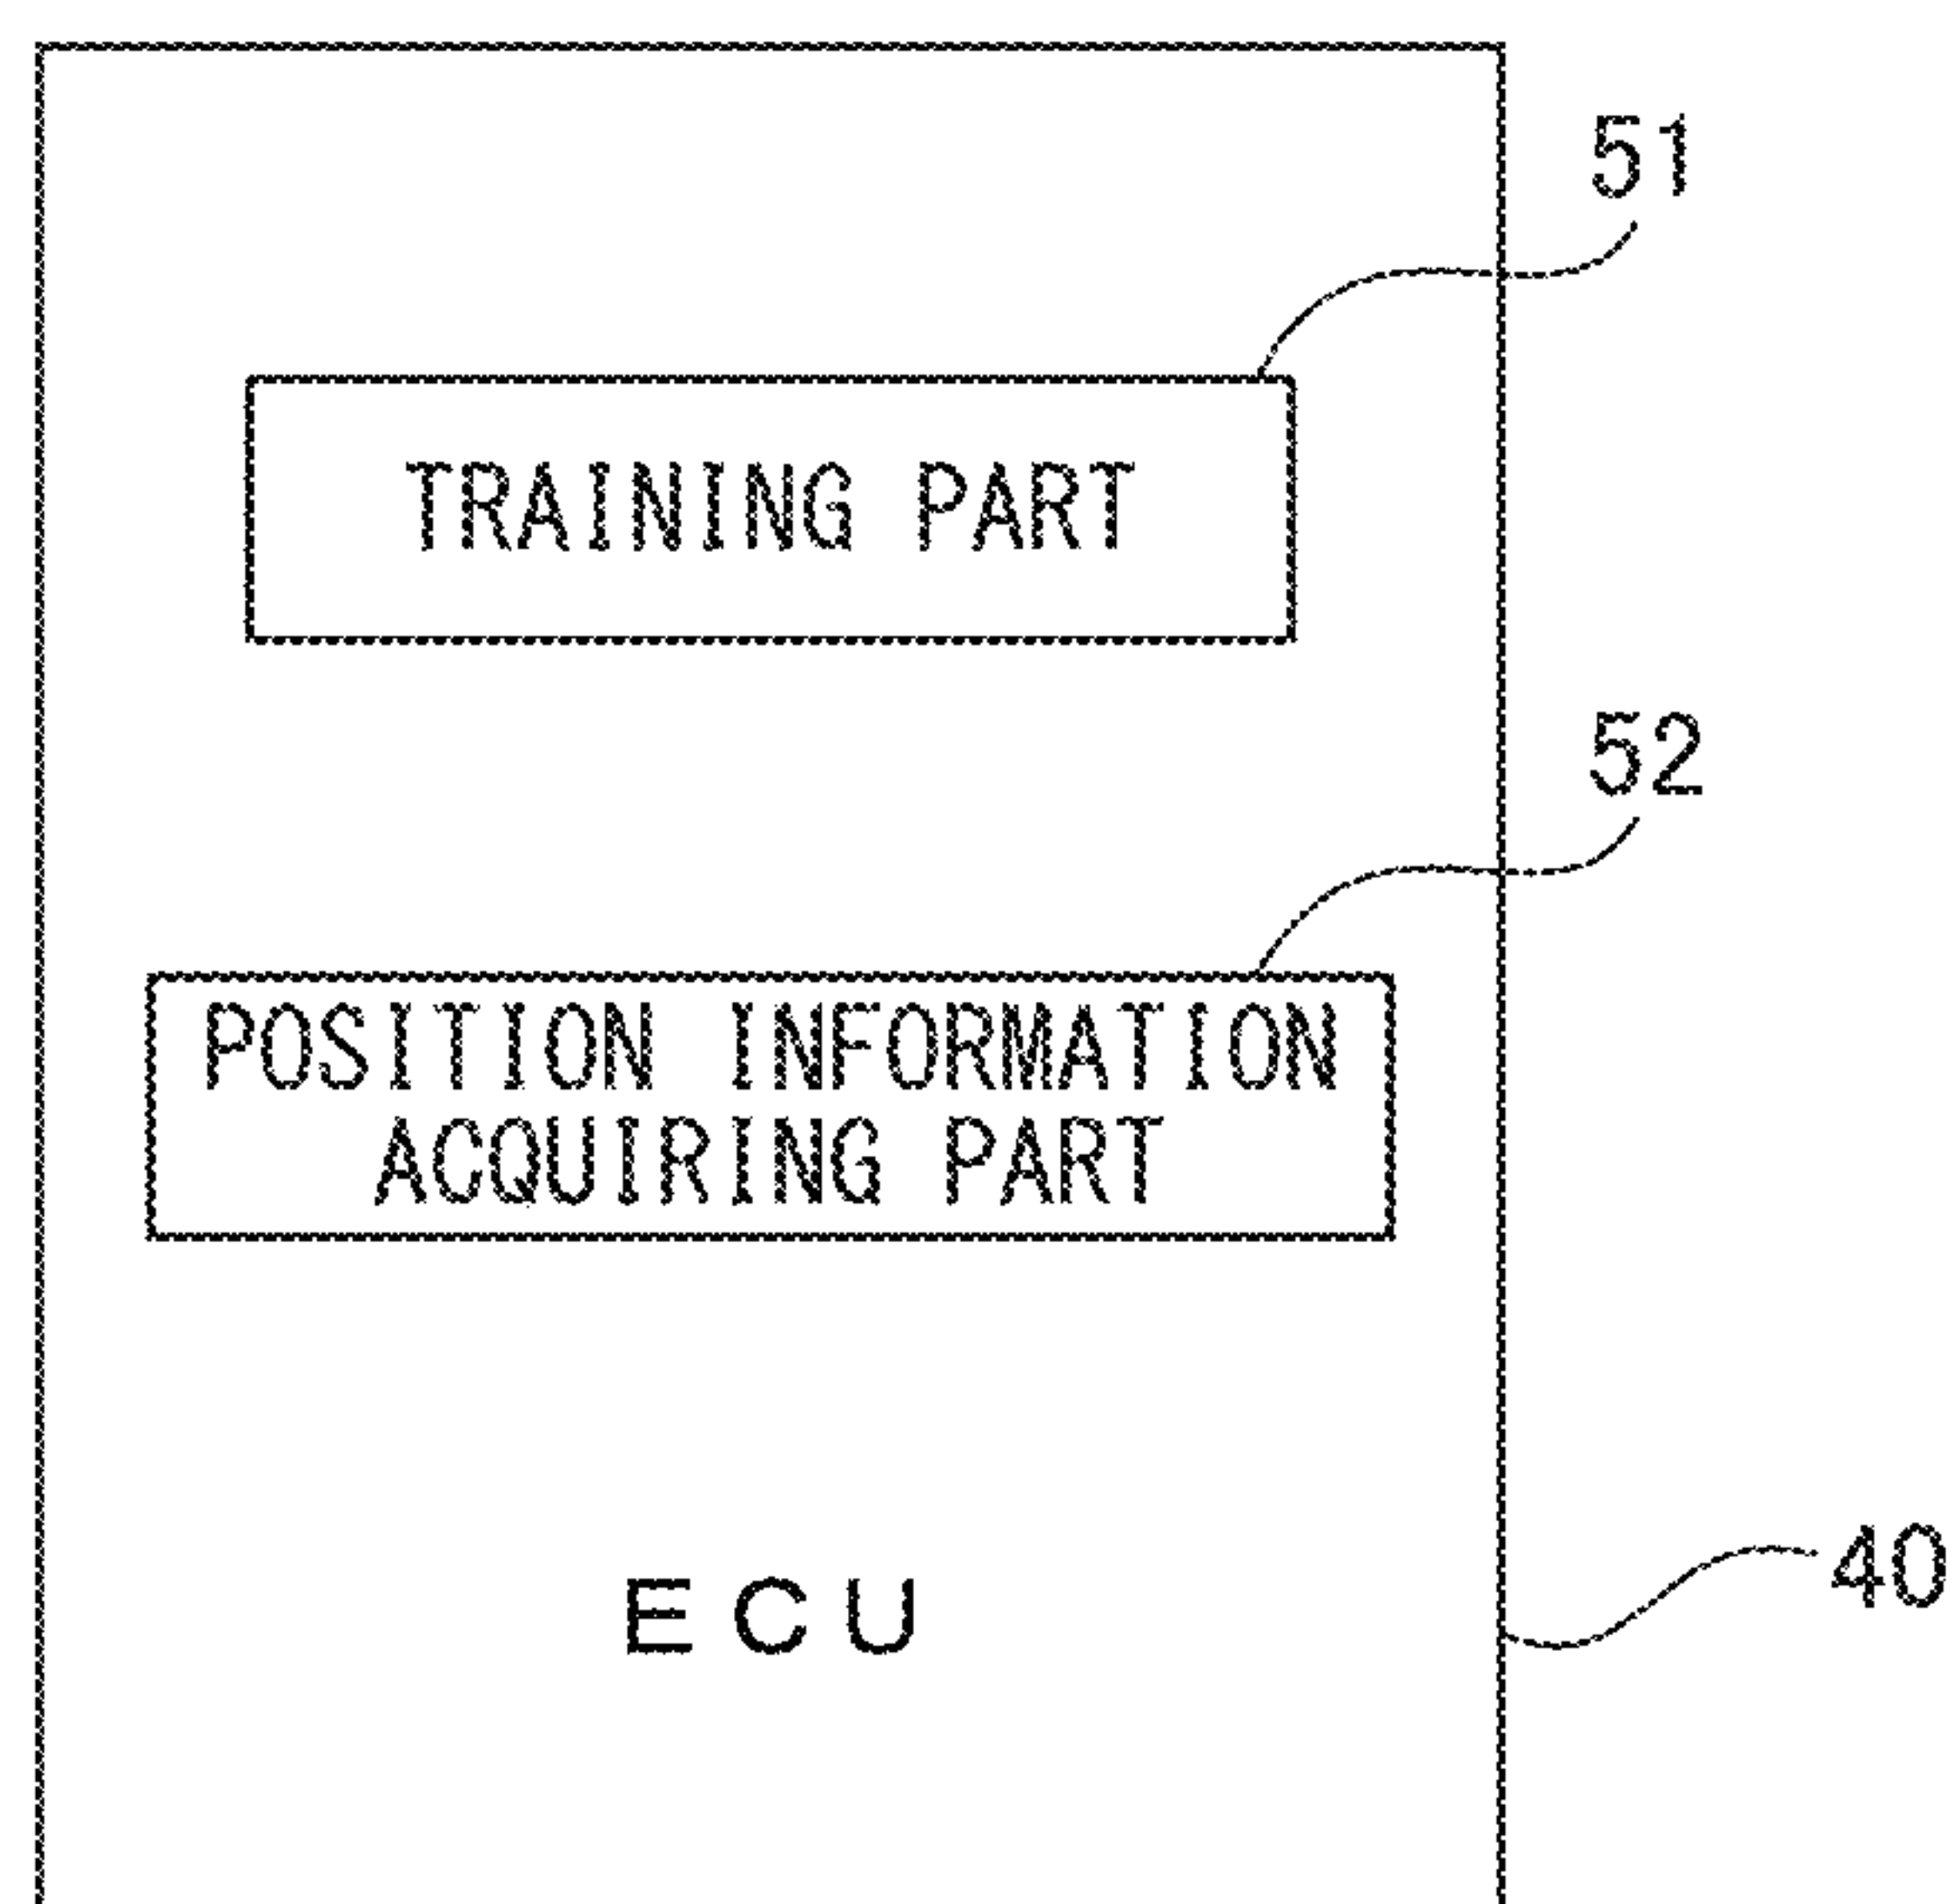 51
TRAINING PART
52
POSITION INFORMATION
ACQUIRING PART
ECU
40